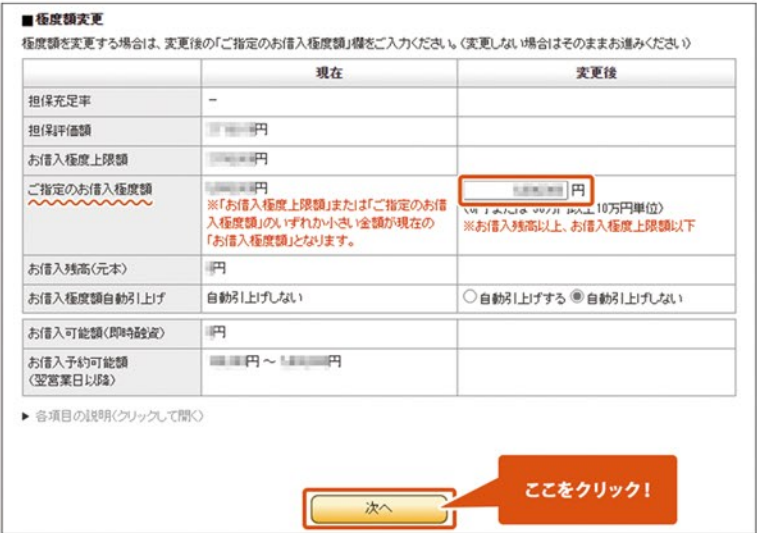 ■極度額変更
極度額を変更する場合は、変更後の「ご指定のお借入極度額」欄をご入力ください。(変更しない場合はそのままお進みください)
現在 変更後
担保充足率 －
担保評価額 円
お借入極度上限額 円
ご指定のお借入極度額 円 円
※「お借入極度上限額」または「ご指定のお借
入極度額」のいずれか小さい金額が現在の
「お借入極度額」となります。
10万円単位)
※お借入残高以上、お借入極度上限額以下
お借入残高(元本) 円
お借入極度額自動引上げ 自動引上げしない ○自動引上げする ◉自動引上げしない
お借入可能額(即時融資) 円
お借入予約可能額
(翌営業日以降) 円～ 円
▶ 各項目の説明(クリックして開く)
次へ
ここをクリック！